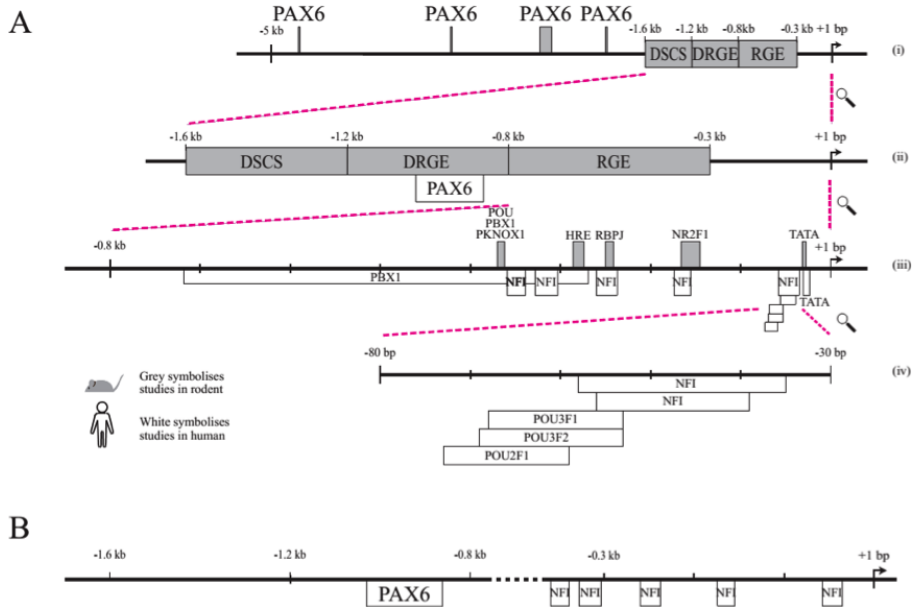 A
PAX6 PAX6 PAX6 PAX6
-5 kb -1.6 kb -1.2 kb -0.8kb -0.3 kb +1 bp
DSCS DRGE RGE (i)
-1.6 kb -1.2 kb -0.8 kb -0.3 kb +1 bp
DSCS DRGE RGE (ii)
PAX6
POU
PBX1
PKNOX1 HRE RBPJ NR2F1 TATA
-0.8 kb +1 bp
(iii)
PBX1 NFI NFI NFI NFI NFI
TATA
-80 bp -30 bp
(iv)
NFI
NFI
POU3F1
POU3F2
POU2F1
Grey symbolises
studies in rodent
White symbolises
studies in human
B
-1.6 kb -1.2 kb -0.8 kb -0.3 kb +1 bp
PAX6 NFI NFI NFI NFI NFI